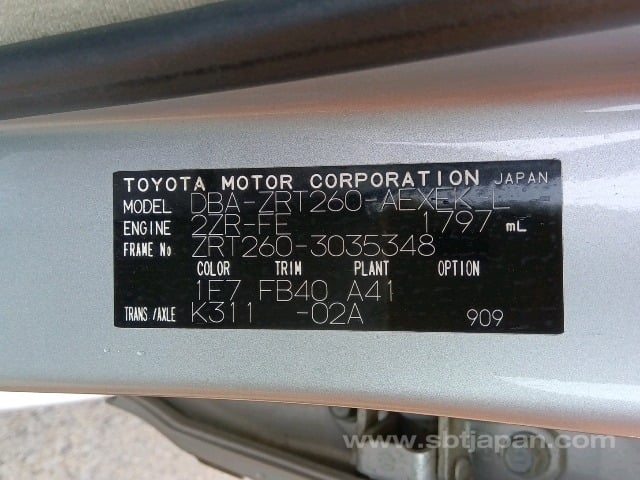 TOYOTA MOTOR CORPORATION JAPAN
MODEL DBA-ZRT260-AEXEK-L
ENGINE 2ZR-FE 1797 mL
FRAME No ZRT260-3035348
COLOR TRIM PLANT OPTION
1E7 FB40 A41
TRANS./AXLE K311 -02A 909
www.sbtjapan.com